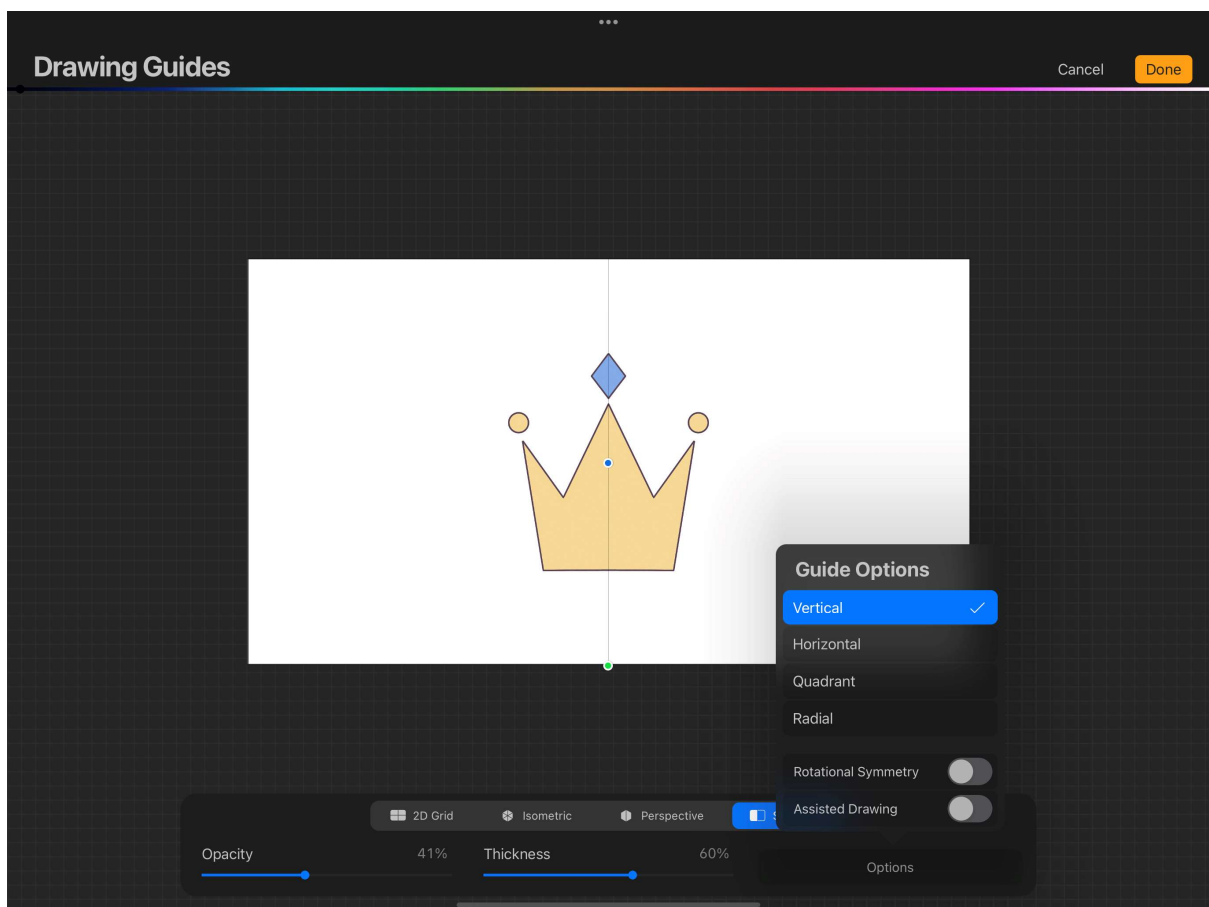 Drawing Guides
Cancel
Done
Guide Options
Vertical
Horizontal
Quadrant
Radial
Rotational Symmetry
Assisted Drawing
2D Grid
Isometric
Perspective
Opacity
41%
Thickness
60%
Options